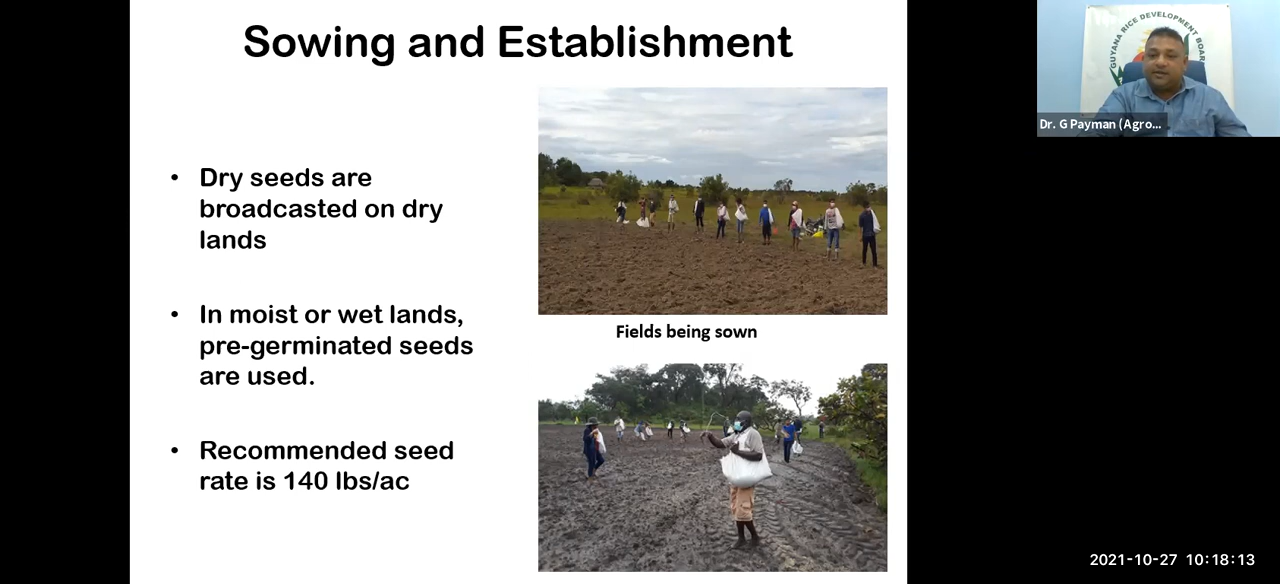 Sowing and Establishment
• Dry seeds are
broadcasted on dry
lands
• In moist or wet lands,
pre-germinated seeds
are used.
• Recommended seed
rate is 140 lbs/ac
Fields being sown
GUYANA RICE DEVELOPMENT BOARD
Dr. G Payman (Agro...
2021-10-27 10:18:13